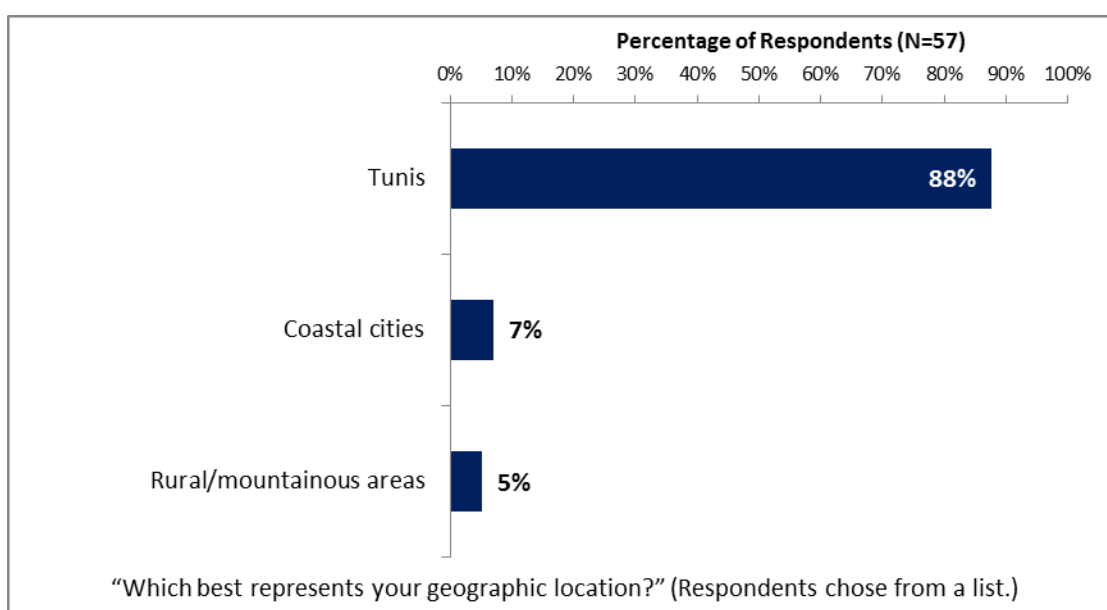 Percentage of Respondents (N=57)
0% 10% 20% 30% 40% 50% 60% 70% 80% 90% 100%
Tunis 88%
Coastal cities 7%
Rural/mountainous areas 5%
“Which best represents your geographic location?” (Respondents chose from a list.)